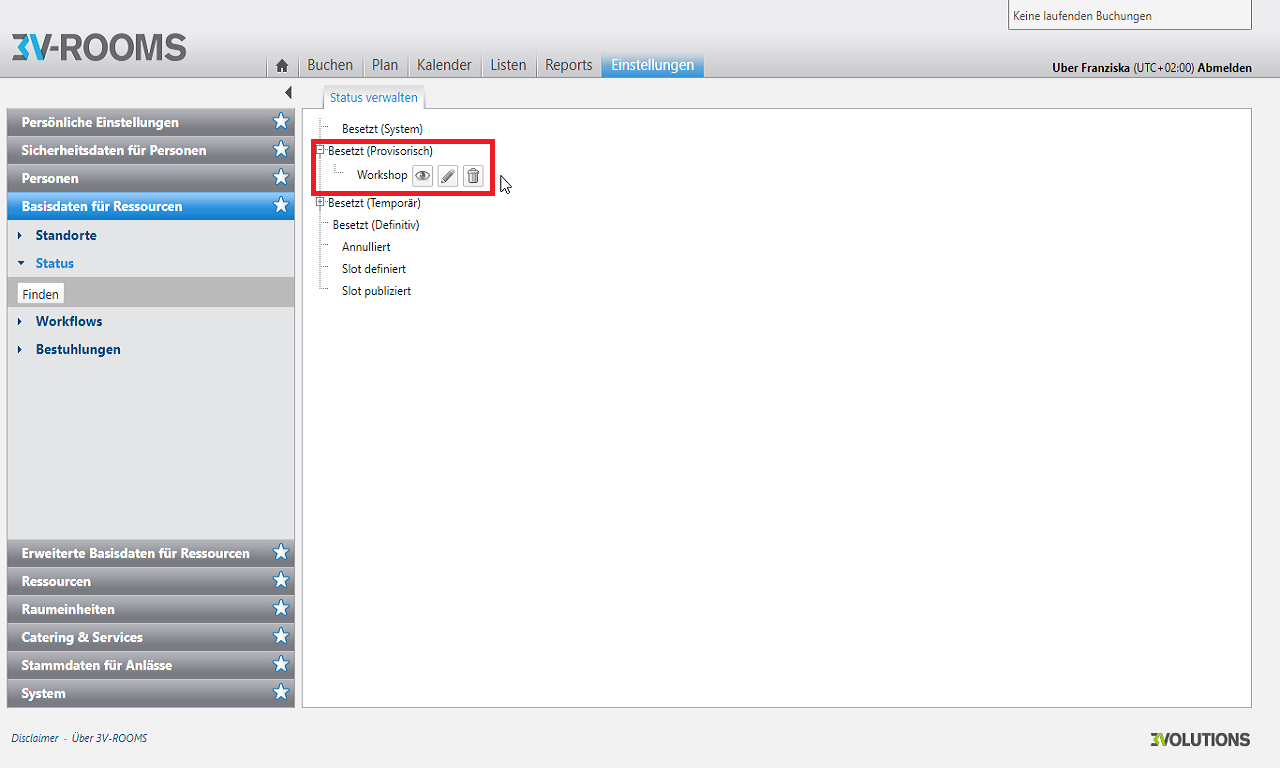 Keine laufenden Buchungen
3V-ROOMS
Buchen Plan Kalender Listen Reports Einstellungen
Uber Franziska (UTC+02:00) Abmelden
Status verwalten
Persönliche Einstellungen
Sicherheitsdaten für Personen
Personen
Basisdaten für Ressourcen
Standorte
Status
Finden
Workflows
Bestuhlungen
Erweiterte Basisdaten für Ressourcen
Ressourcen
Raumeinheiten
Catering & Services
Stammdaten für Anlässe
System
Besetzt (System)
Besetzt (Provisorisch)
Workshop
Besetzt (Temporär)
Besetzt (Definitiv)
Annulliert
Slot definiert
Slot publiziert
Disclaimer - Über 3V-ROOMS
3VOLUTIONS